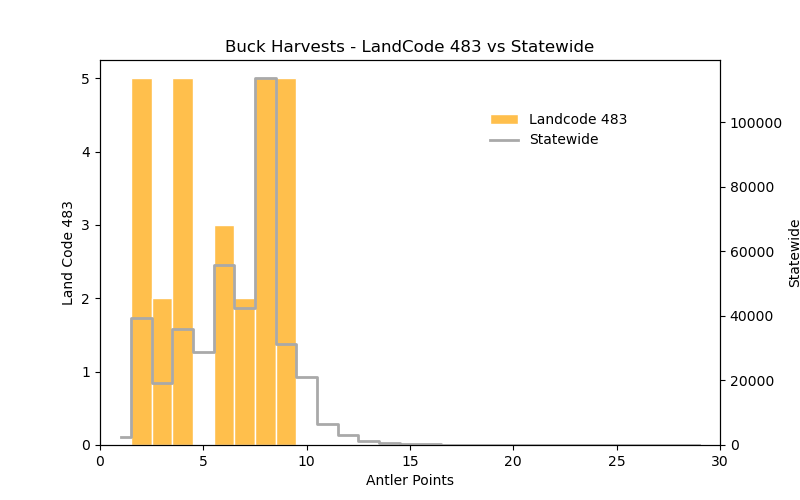 Buck Harvests - LandCode 483 vs Statewide
Landcode 483
Statewide
Land Code 483
5
4
3
2
1
0
100000
80000
60000
40000
20000
0
Statewide
0 5 10 15 20 25 30
Antler Points